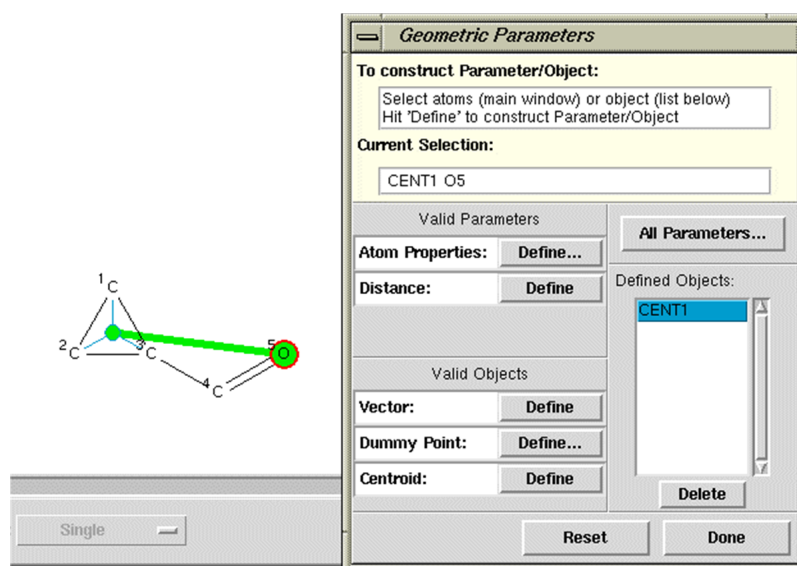 Geometric Parameters
To construct Parameter/Object:
Select atoms (main window) or object (list below)
Hit 'Define' to construct Parameter/Object
Current Selection:
CENT1 O5
Valid Parameters
All Parameters...
Atom Properties: Define...
Distance: Define
Defined Objects:
CENT1
1 C
2 C
3 C
4 C
5 O
Valid Objects
Vector: Define
Dummy Point: Define...
Centroid: Define
Delete
Single
Reset Done